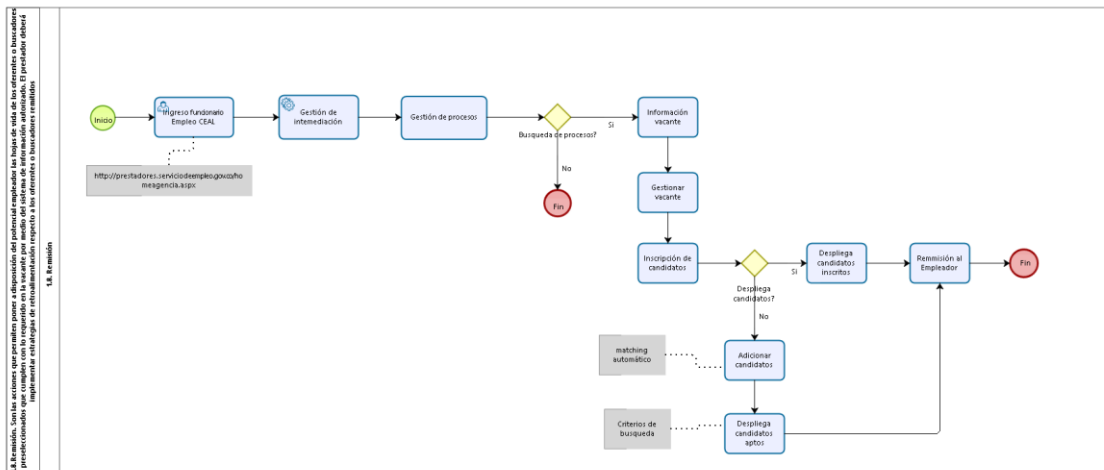 1.8. Remisión. Son las acciones que permiten poner a disposición del potencial empleador las hojas de vida de los oferentes o buscadores
preseleccionados que cumplen con lo requerido en la vacante por medio del sistema de información autorizado. El prestador deberá
implementar estrategias de retroalimentación respecto a los oferentes o buscadores remitidos
1.8. Remisión
Inicio
Ingreso funcionario
Empleo CEAL
Gestión de
intemediación
Gestión de procesos
Busqueda de procesos?
Si
Información
vacante
http://prestadores.serviciodeempleo.gov.co/ho
meagencia.aspx
No
Fin
Gestionar
vacante
Inscripción de
candidatos
Despliega
candidatos?
Si
Despliega
candidatos
inscritos
Remmisión al
Empleador
Fin
No
matching
automático
Adicionar
candidatos
Criterios de
busqueda
Despliega
candidatos
aptos